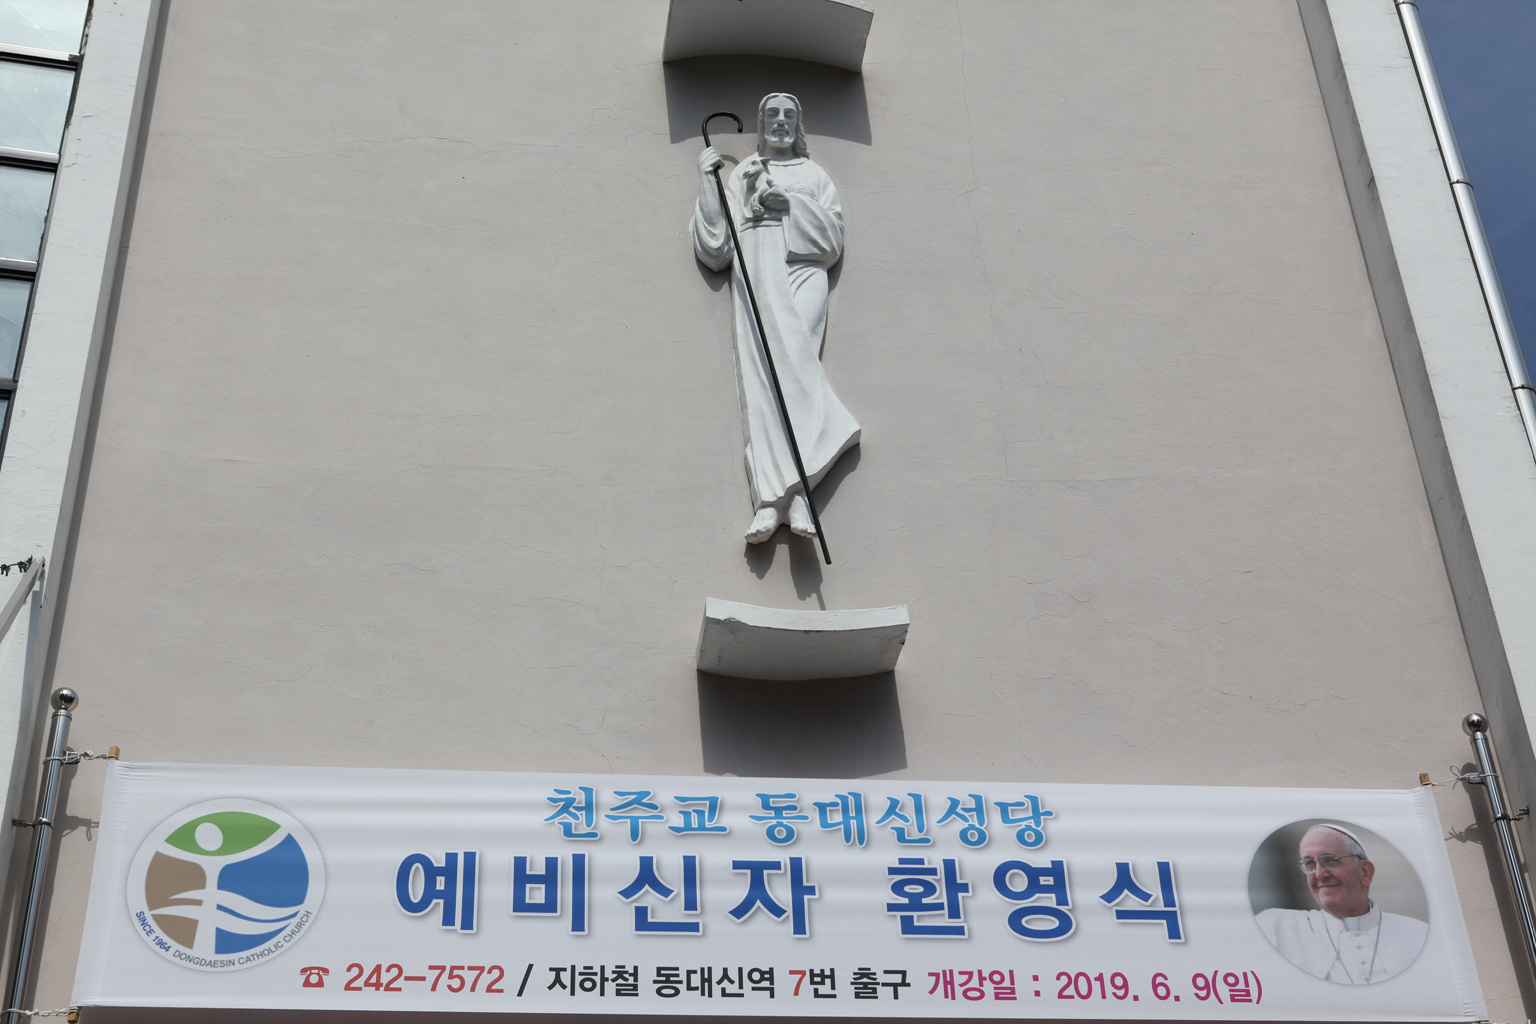 천주교 동대신성당
예비신자 환영식
SINCE 1964 DONGDAESIN CATHOLIC CHURCH
☎ 242-7572 / 지하철 동대신역 7번 출구 개강일 : 2019. 6. 9(일)